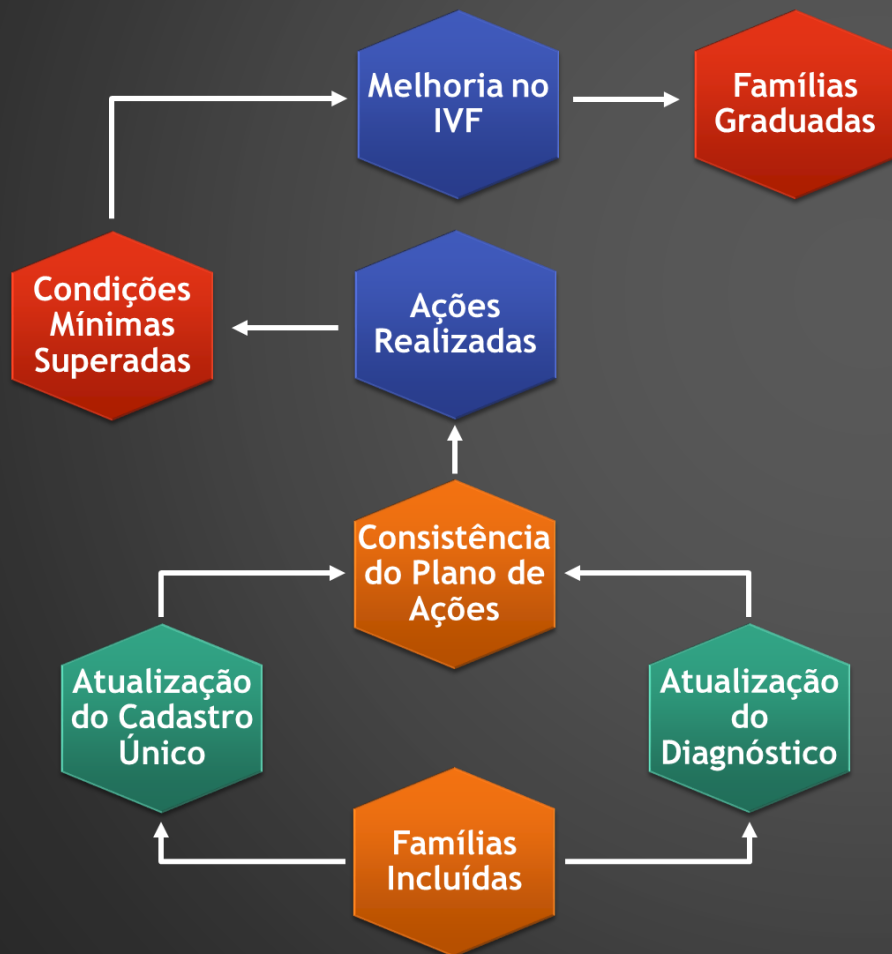 Melhoria no
IVF
Famílias
Graduadas
Condições
Mínimas
Superadas
Ações
Realizadas
Consistência
do Plano de
Ações
Atualização
do Cadastro
Único
Atualização
do
Diagnóstico
Famílias
Incluídas